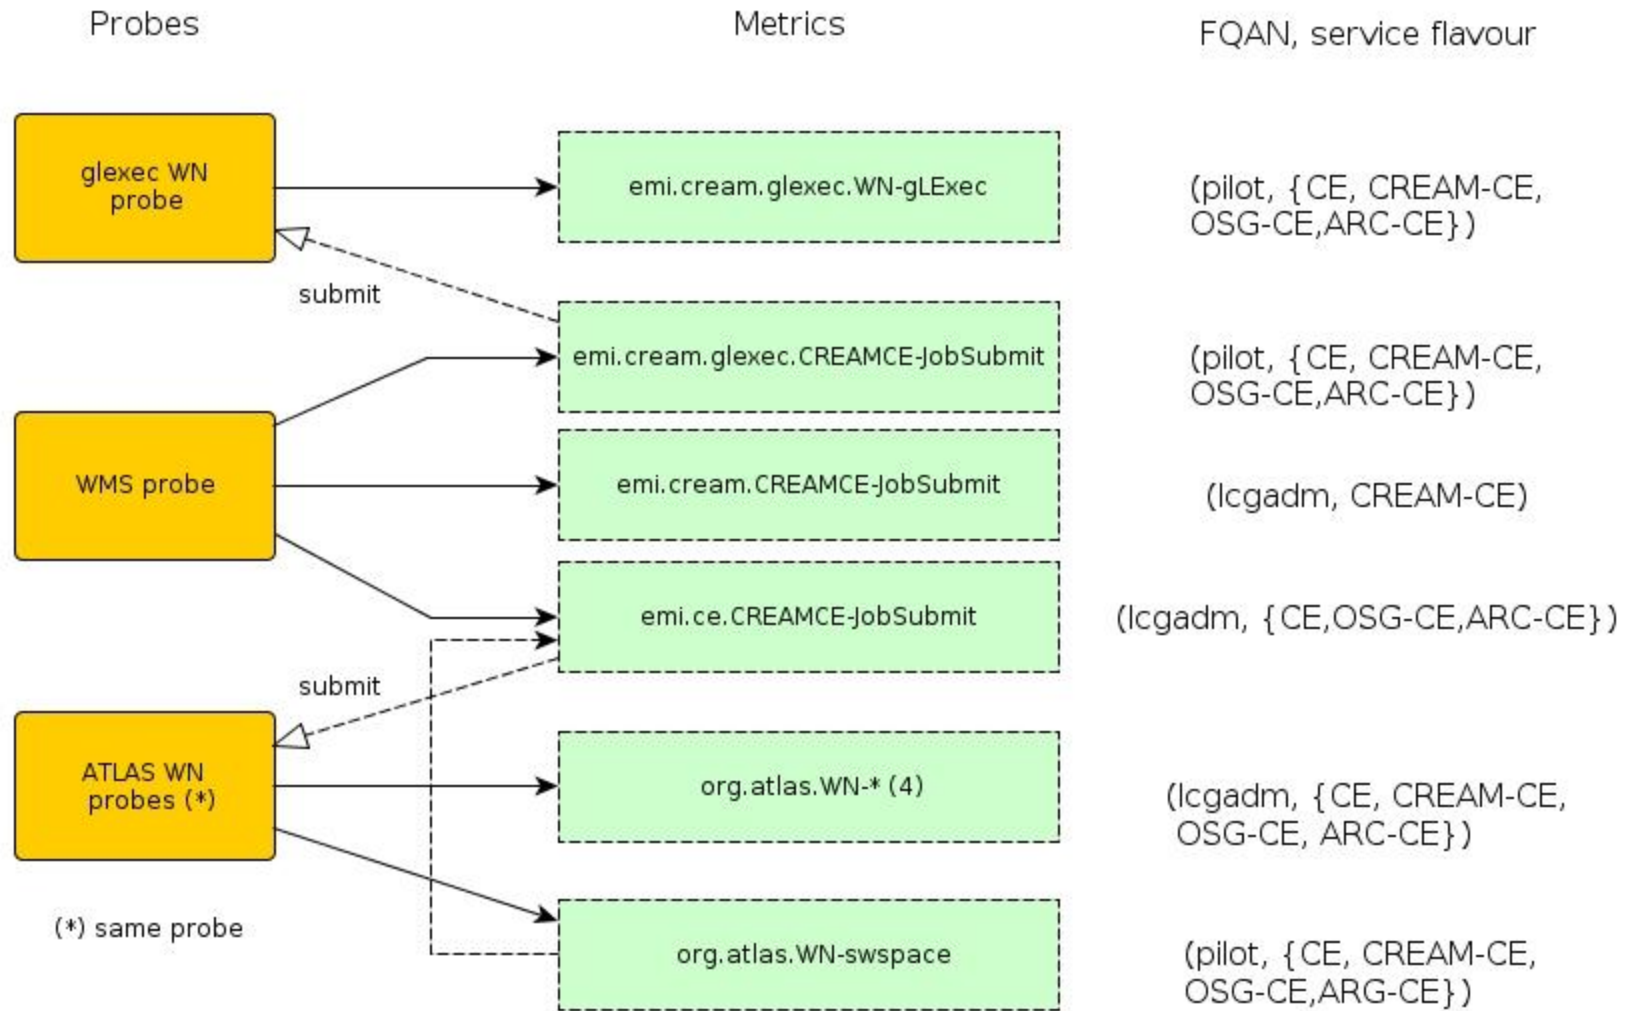 Probes
Metrics
FQAN, service flavour
glexec WN
probe
emi.cream.glexec.WN-gLExec
(pilot, {CE, CREAM-CE,
OSG-CE,ARC-CE})
submit
emi.cream.glexec.CREAMCE-JobSubmit
(pilot, {CE, CREAM-CE,
OSG-CE,ARC-CE})
WMS probe
emi.cream.CREAMCE-JobSubmit
(lcgadm, CREAM-CE)
emi.ce.CREAMCE-JobSubmit
(lcgadm, {CE,OSG-CE,ARC-CE})
submit
ATLAS WN
probes (*)
org.atlas.WN-* (4)
(lcgadm, {CE, CREAM-CE,
OSG-CE, ARC-CE})
(*) same probe
org.atlas.WN-swspace
(pilot, {CE, CREAM-CE,
OSG-CE,ARG-CE})